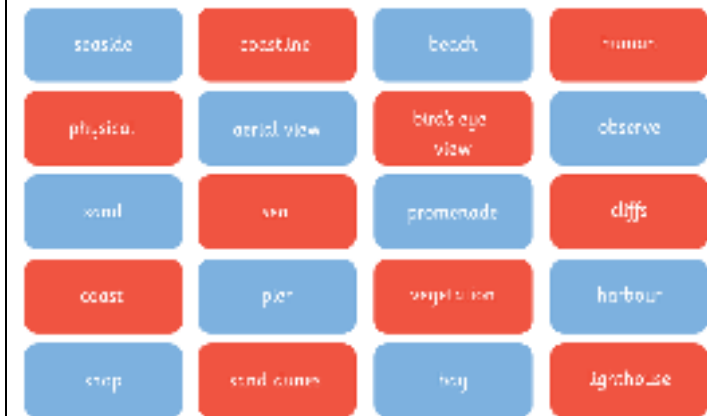 seaside
coastline
beach
human
physical
aerial view
bird's eye
view
observe
sand
sea
promenade
cliffs
coast
pier
vegetation
harbour
shop
sand dunes
bay
lighthouse